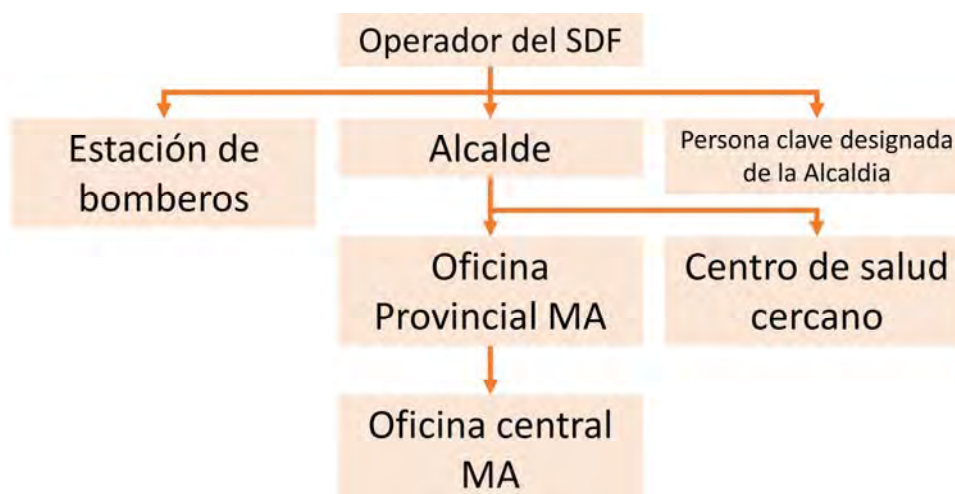 Operador del SDF
Estación de
bomberos
Alcalde
Persona clave designada
de la Alcaldia
Oficina
Provincial MA
Centro de salud
cercano
Oficina central
MA